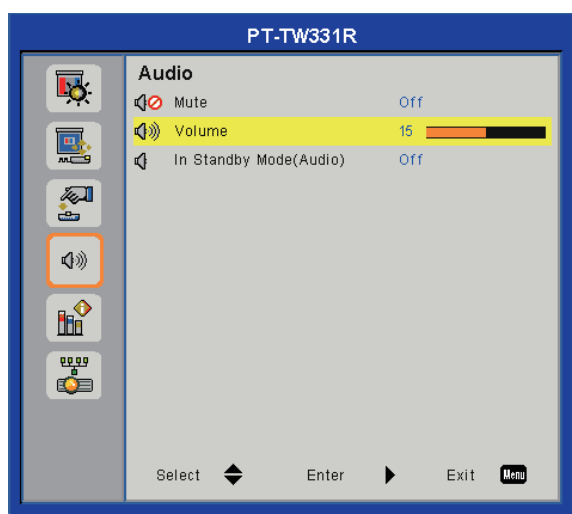 PT-TW331R
Audio
Mute Off
Volume 15
In Standby Mode(Audio) Off
Select Enter Exit Menu